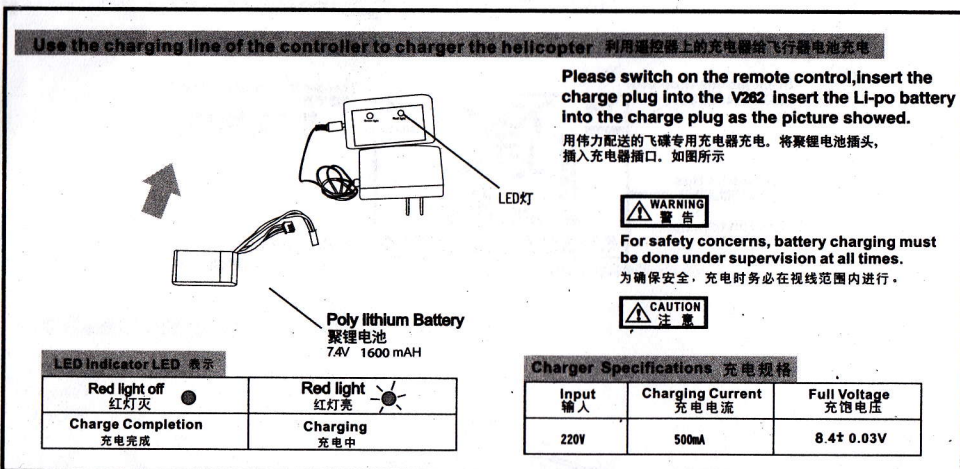 Use the charging line of the controller to charger the helicopter 利用遥控器上的充电器给飞行器电池充电
Please switch on the remote control,insert the
charge plug into the V262 insert the Li-po battery
into the charge plug as the picture showed.
用伟力配送的飞碟专用充电器充电。将聚锂电池插头，
插入充电器插口。如图所示
LED灯
WARNING
警 告
For safety concerns, battery charging must
be done under supervision at all times.
为确保安全，充电时务必在视线范围内进行。
CAUTION
注 意
Poly lithium Battery
聚锂电池
7.4V 1600 mAH
LED Indicator LED 表示
Red light off
红灯灭
Red light
红灯亮
Charge Completion
充电完成
Charging
充电中
Charger Specifications 充电规格
Input
输入
Charging Current
充电电流
Full Voltage
充饱电压
220V
500mA
8.4± 0.03V